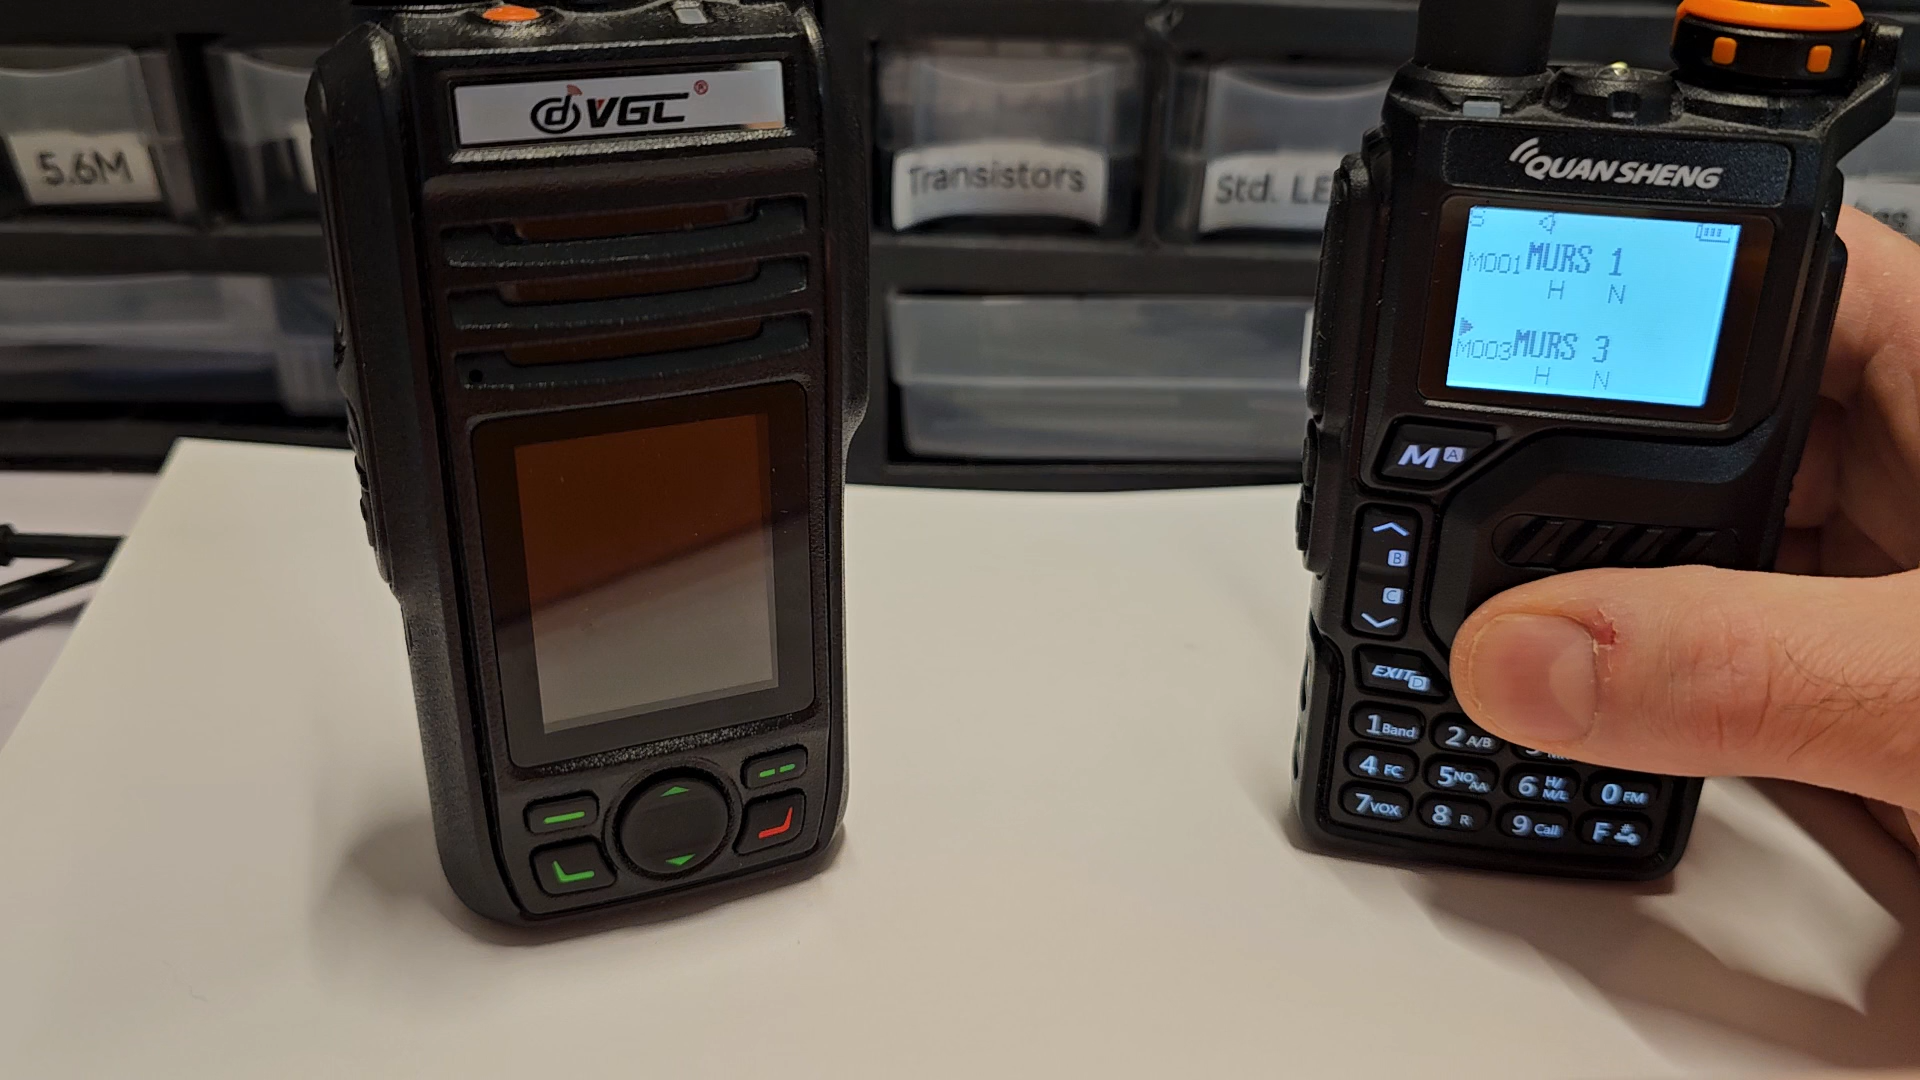 5.6M
VGC®
Transistors
Std. LE
QUANSHENG
S
M001 MURS 1
H N
M003 MURS 3
H N
M A
B
C
EXIT D
1 Band
2 A/B
4 FC
5 NOAA
6 H/M/L
0 FM
7 VOX
8 R
9 Call
F #